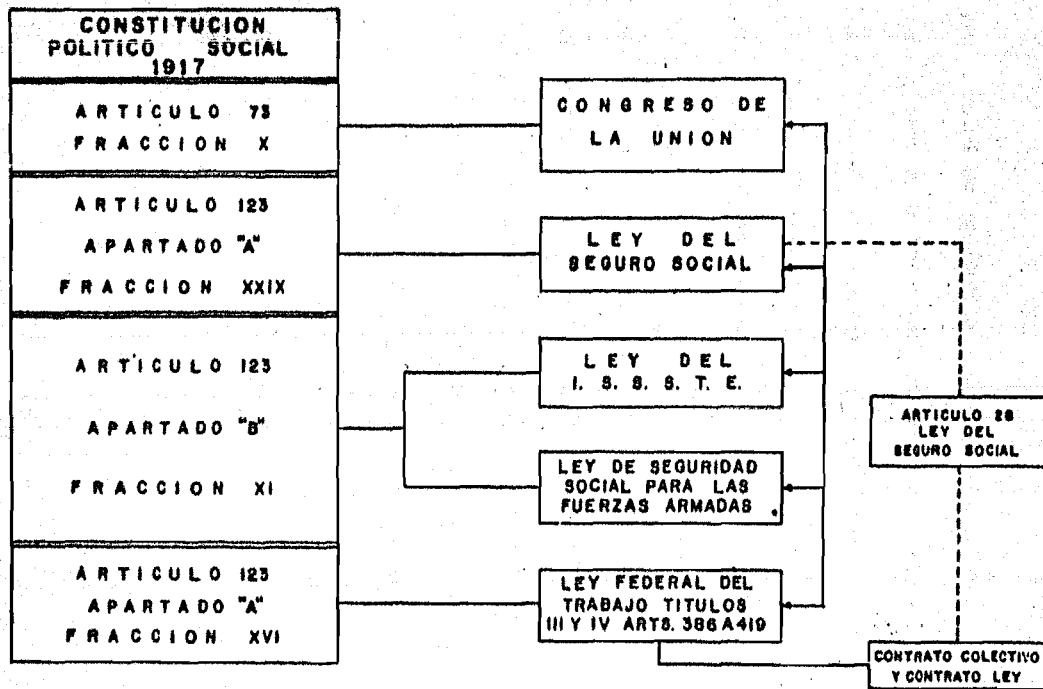 CONSTITUCION
POLITICO SOCIAL
1917
ARTICULO 73
FRACCION X
ARTICULO 123
APARTADO "A"
FRACCION XXIX
ARTICULO 123
APARTADO "B"
FRACCION XI
ARTICULO 123
APARTADO "A"
FRACCION XVI
CONGRESO DE
LA UNION
LEY DEL
SEGURO SOCIAL
LEY DEL
I. S. S. S. T. E.
LEY DE SEGURIDAD
SOCIAL PARA LAS
FUERZAS ARMADAS
LEY FEDERAL DEL
TRABAJO TITULOS
III Y IV ARTS. 386 A 419
ARTICULO 28
LEY DEL
SEGURO SOCIAL
CONTRATO COLECTIVO
Y CONTRATO LEY